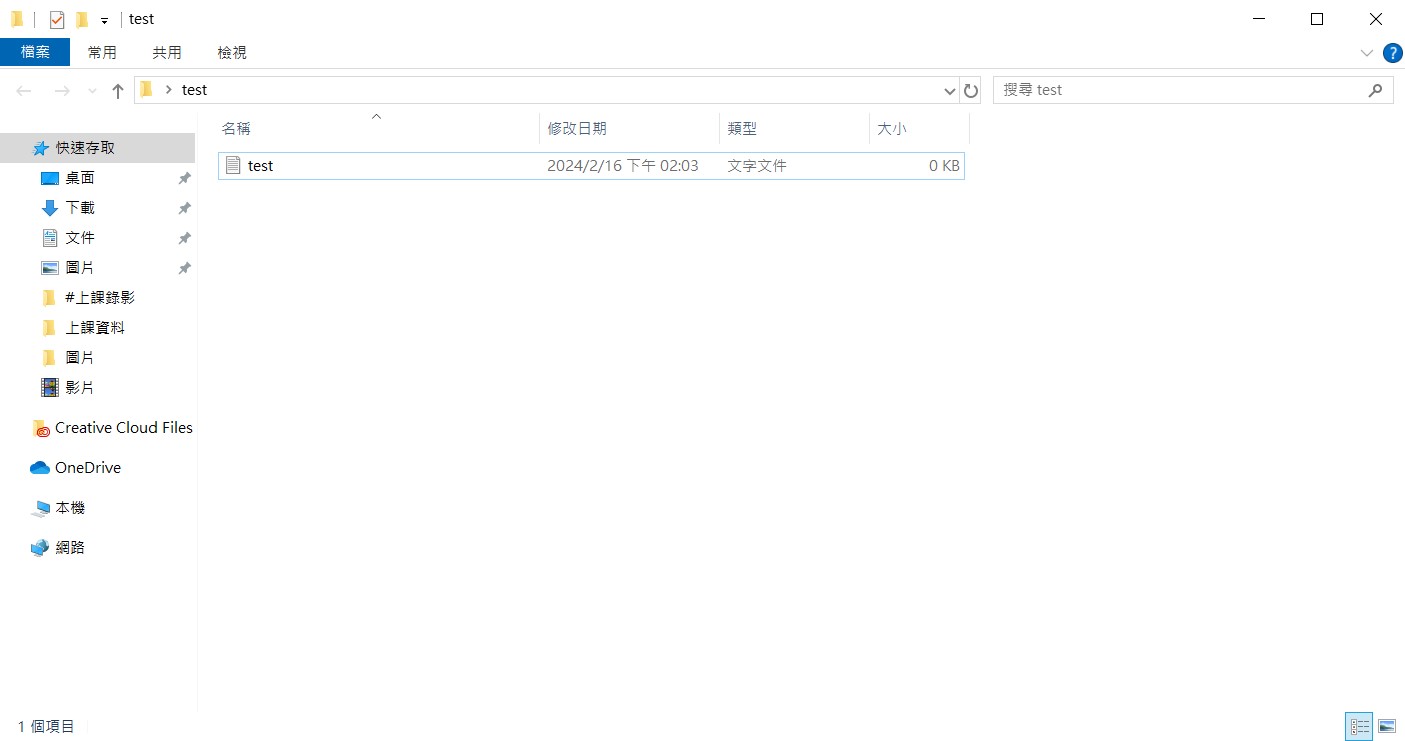 test
檔案 常用 共用 檢視
test
搜尋 test
名稱 修改日期 類型 大小
test 2024/2/16 下午 02:03 文字文件 0 KB
快速存取
桌面
下載
文件
圖片
#上課錄影
上課資料
圖片
影片
Creative Cloud Files
OneDrive
本機
網路
1 個項目